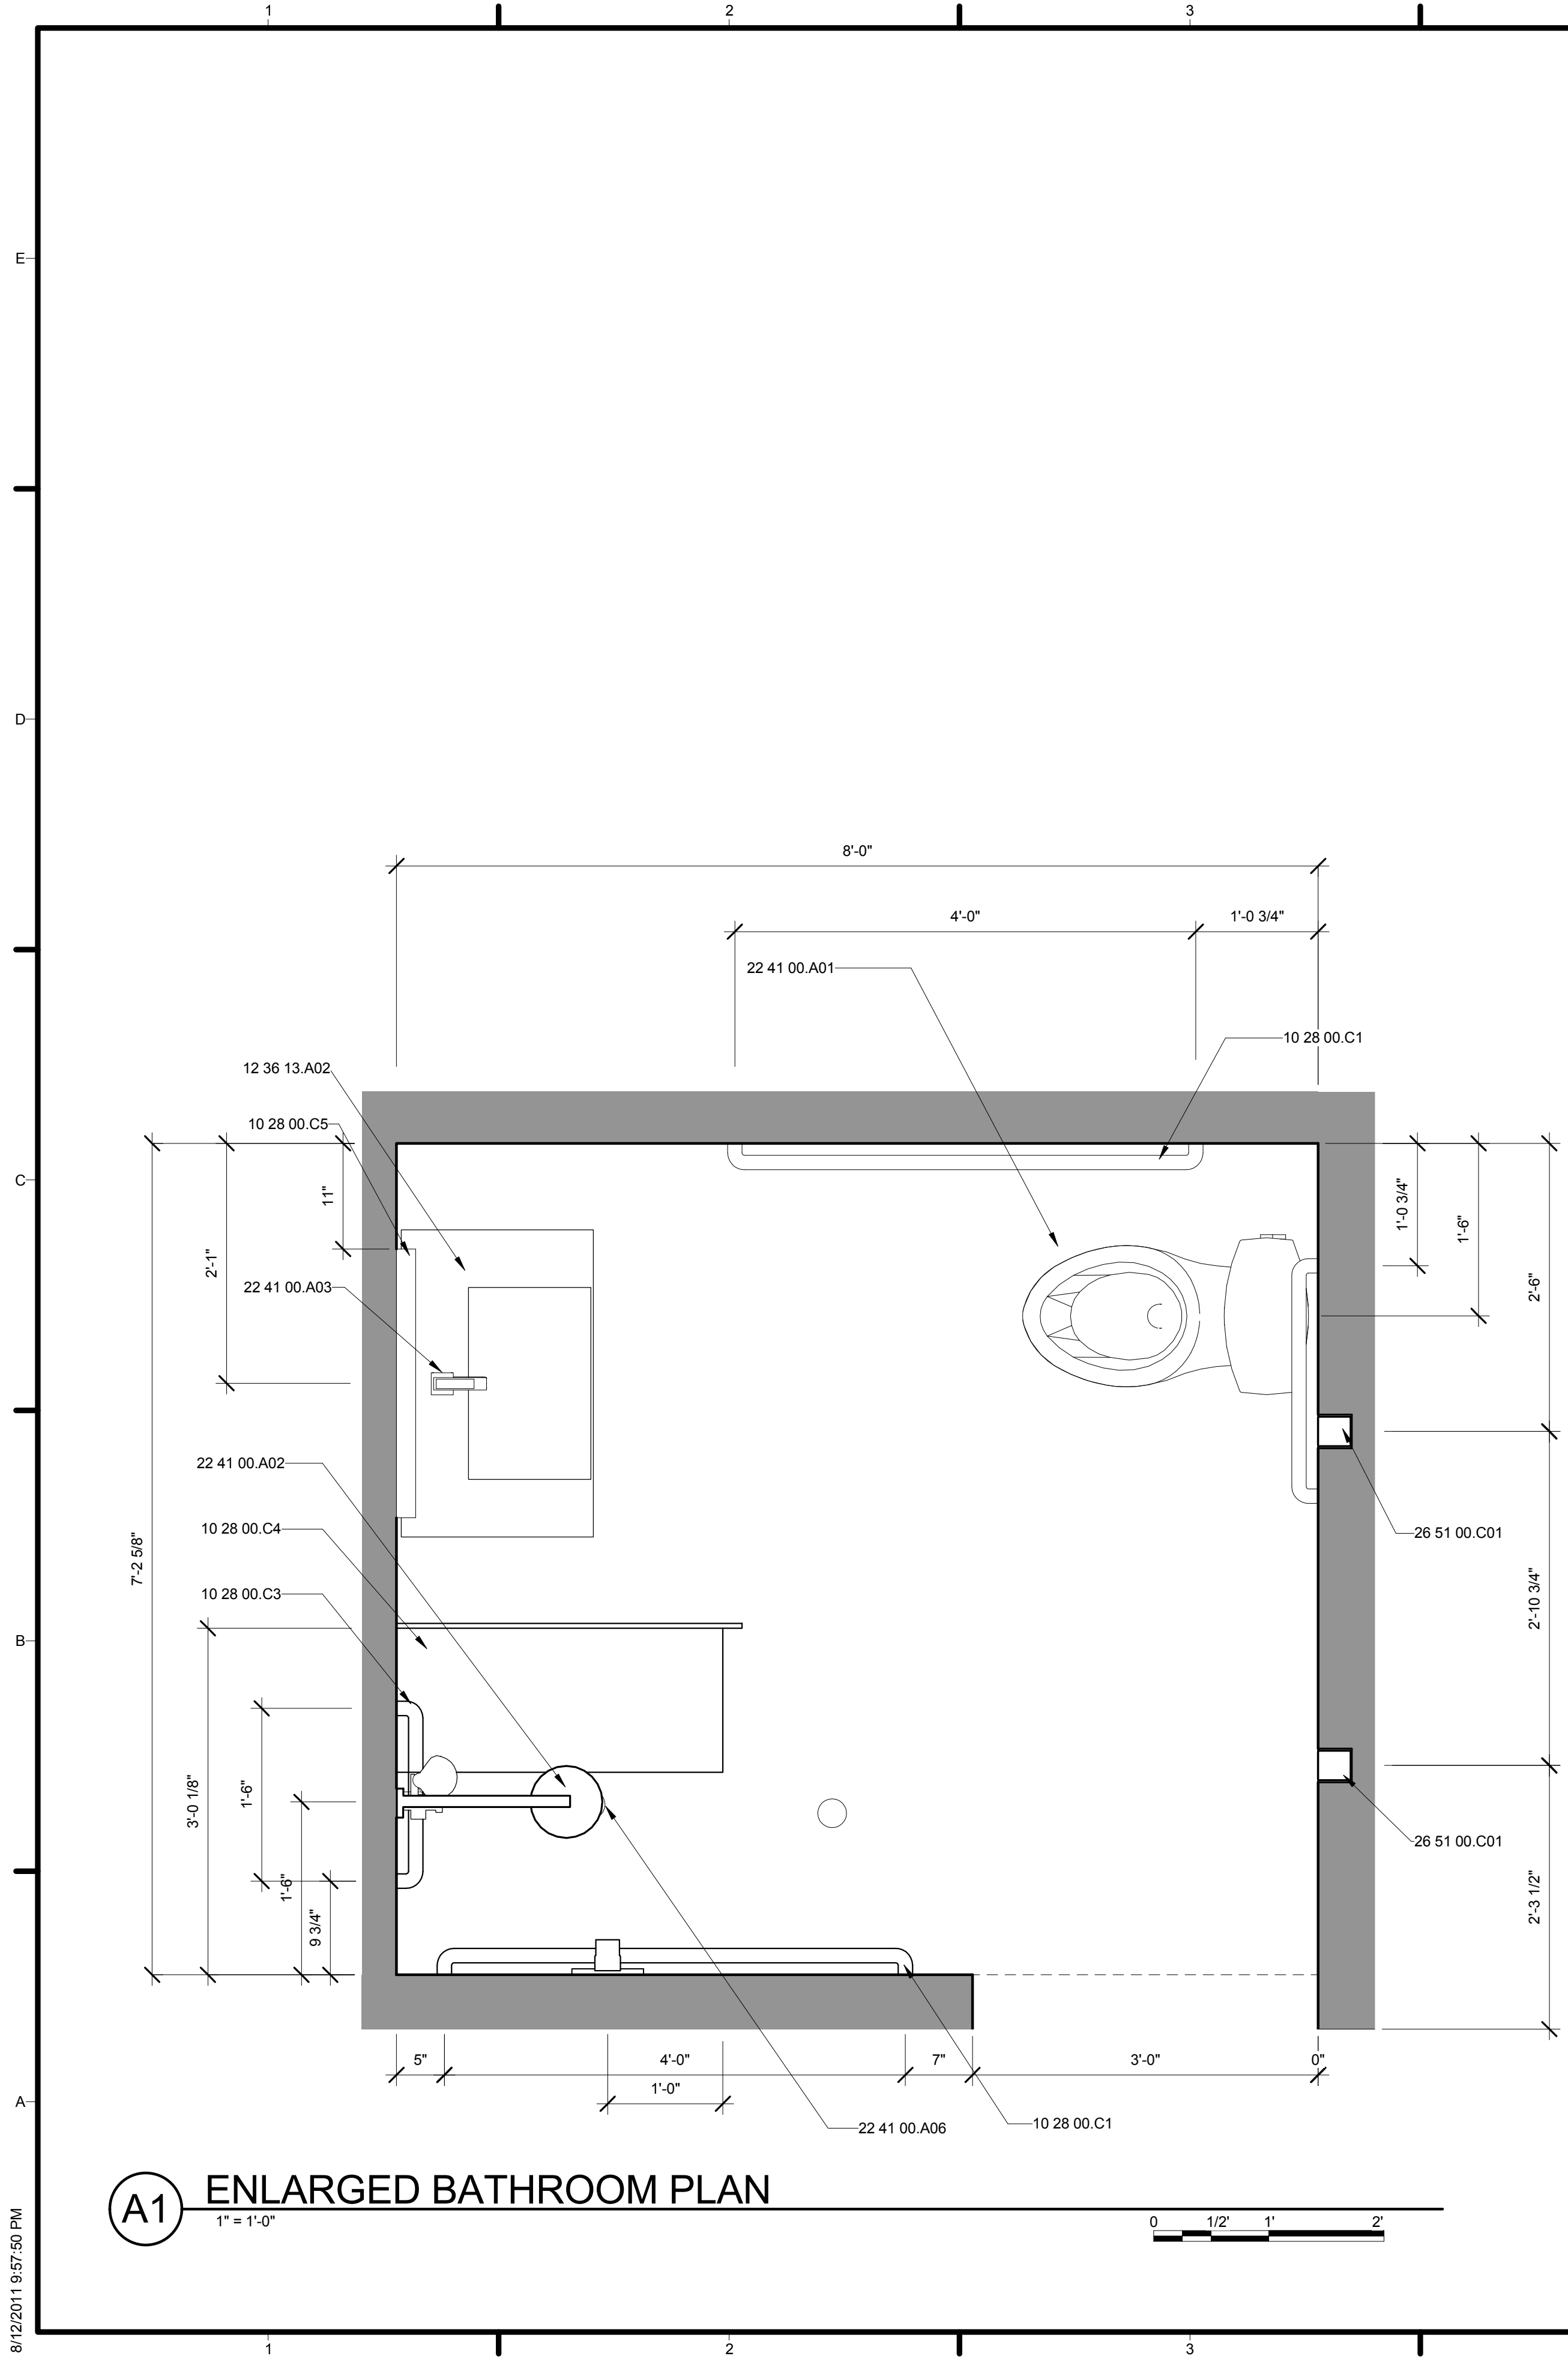 1 2 3
E
D
8'-0"
4'-0" 1'-0 3/4"
22 41 00.A01
10 28 00.C1
12 36 13.A02
10 28 00.C5
C
11"
1'-0 3/4"
1'-6"
2'-1"
2'-6"
22 41 00.A03
22 41 00.A02
10 28 00.C4
26 51 00.C01
7'-2 5/8"
10 28 00.C3
2'-10 3/4"
B
3'-0 1/8"
1'-6"
26 51 00.C01
1'-6"
9 3/4"
2'-3 1/2"
5" 4'-0" 7" 3'-0" 0"
1'-0"
A
22 41 00.A06
10 28 00.C1
A1
ENLARGED BATHROOM PLAN
1" = 1'-0"
0 1/2' 1' 2'
8/12/2011 9:57:50 PM
1 2 3